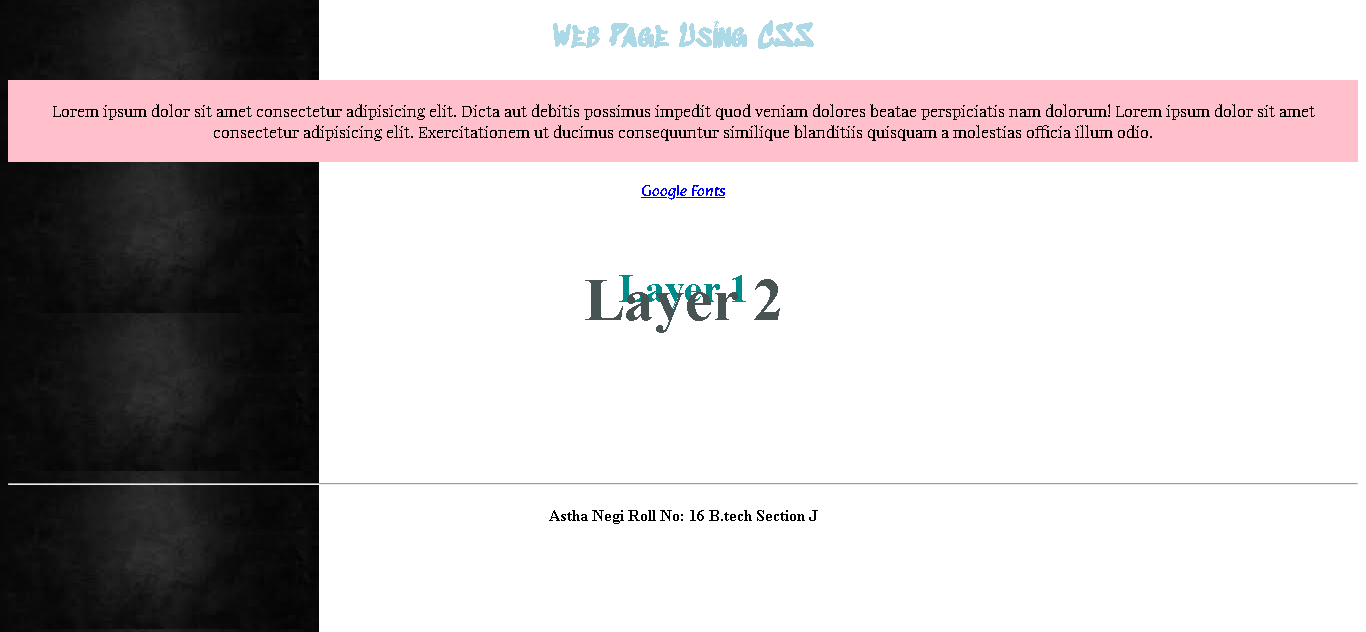 Web Page Using CSS
Lorem ipsum dolor sit amet consectetur adipisicing elit. Dicta aut debitis possimus impedit quod veniam dolores beatae perspiciatis nam dolorum! Lorem ipsum dolor sit amet
consectetur adipisicing elit. Exercitationem ut ducimus consequuntur similique blanditiis quisquam a molestias officia illum odio.
Google Fonts
Layer 1
Layer 2
Astha Negi Roll No: 16 B.tech Section J